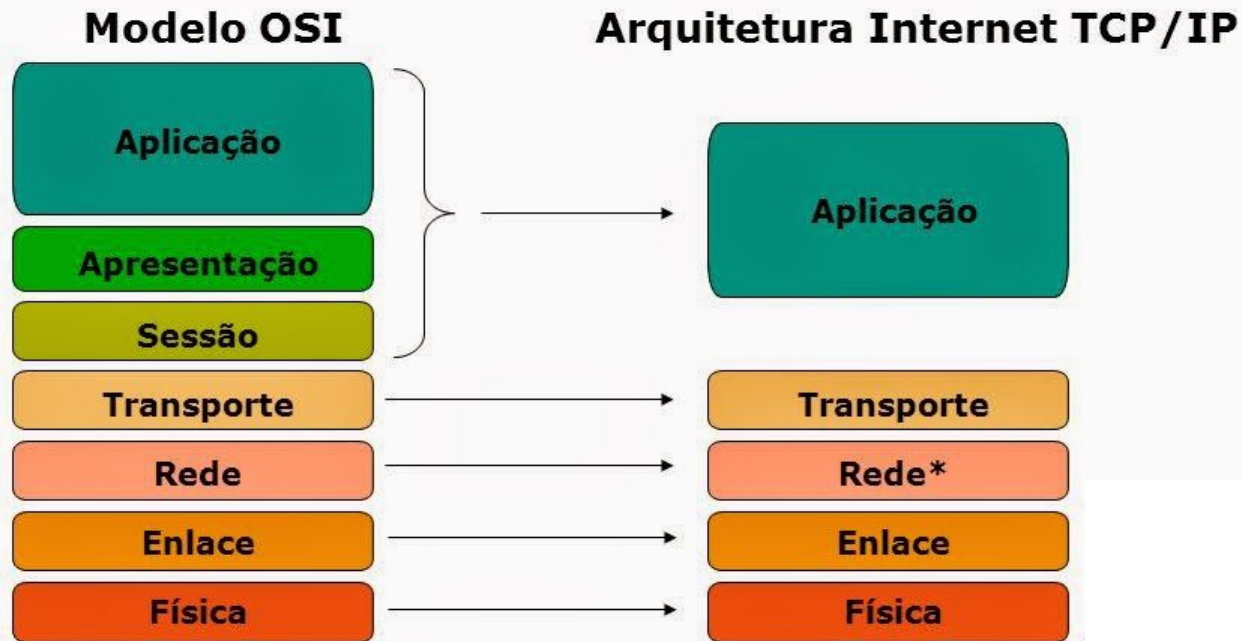 Modelo OSI
Arquitetura Internet TCP/IP
Aplicação
Apresentação
Sessão
Transporte
Rede
Enlace
Física
Aplicação
Transporte
Rede*
Enlace
Física